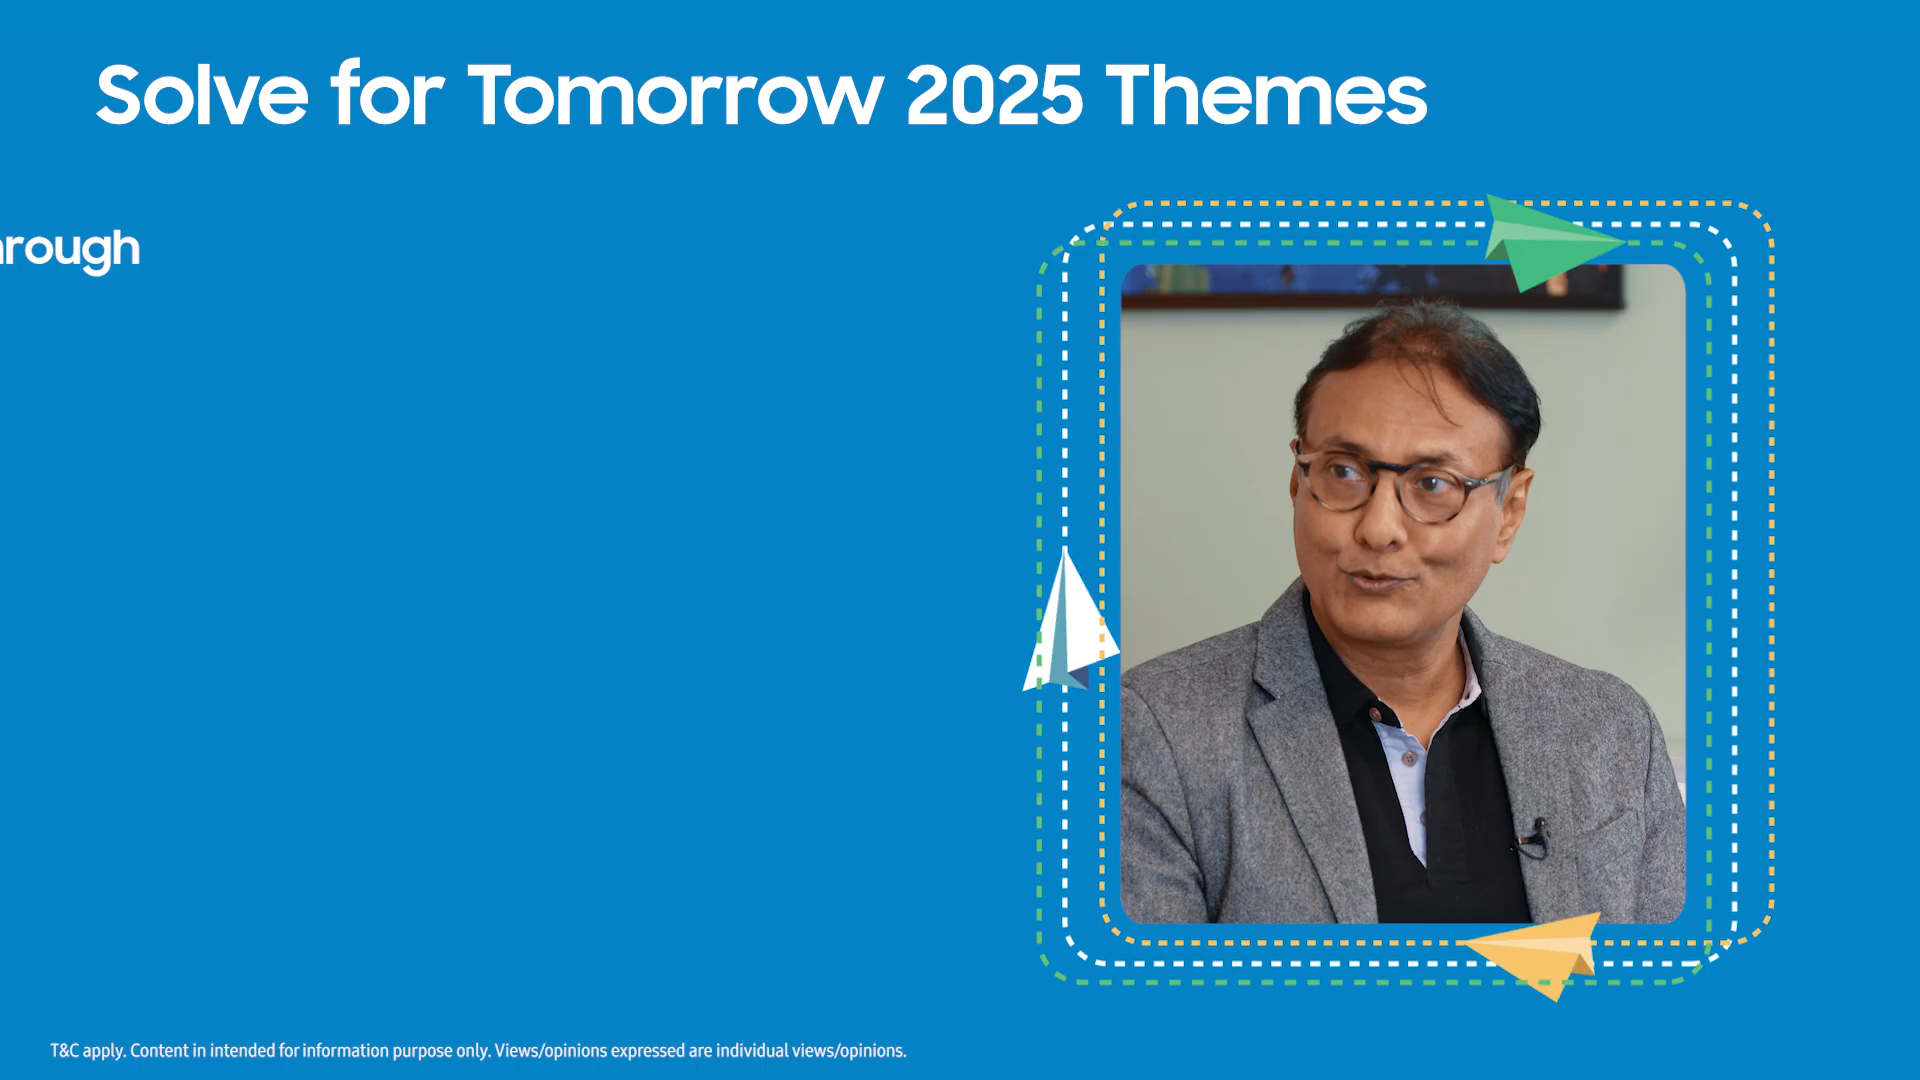 Solve for Tomorrow 2025 Themes
hrough
T&C apply. Content in intended for information purpose only. Views/opinions expressed are individual views/opinions.